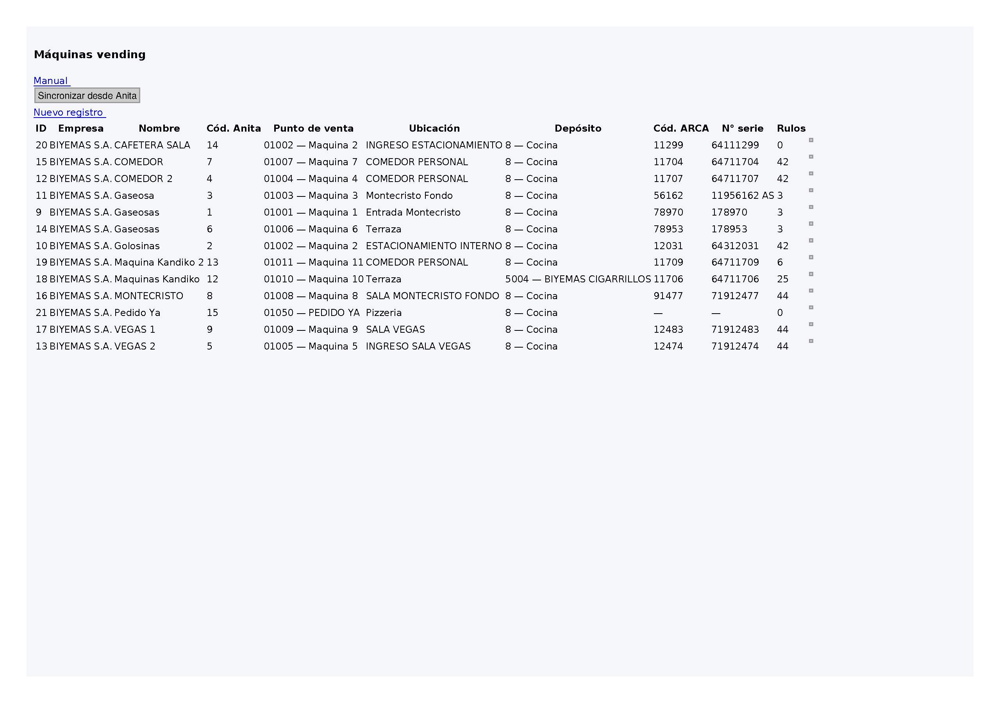 Máquinas vending
Manual
Sincronizar desde Anita
Nuevo registro
ID Empresa Nombre Cód. Anita Punto de venta Ubicación Depósito Cód. ARCA N° serie Rulos
20 BIYEMAS S.A. CAFETERA SALA 14 01002 — Maquina 2 INGRESO ESTACIONAMIENTO 8 — Cocina 11299 64111299 0
15 BIYEMAS S.A. COMEDOR 7 01007 — Maquina 7 COMEDOR PERSONAL 8 — Cocina 11704 64711704 42
12 BIYEMAS S.A. COMEDOR 2 4 01004 — Maquina 4 COMEDOR PERSONAL 8 — Cocina 11707 64711707 42
11 BIYEMAS S.A. Gaseosa 3 01003 — Maquina 3 Montecristo Fondo 8 — Cocina 56162 11956162 AS 3
9 BIYEMAS S.A. Gaseosas 1 01001 — Maquina 1 Entrada Montecristo 8 — Cocina 78970 178970 3
14 BIYEMAS S.A. Gaseosas 6 01006 — Maquina 6 Terraza 8 — Cocina 78953 178953 3
10 BIYEMAS S.A. Golosinas 2 01002 — Maquina 2 ESTACIONAMIENTO INTERNO 8 — Cocina 12031 64312031 42
19 BIYEMAS S.A. Maquina Kandiko 2 13 01011 — Maquina 11 COMEDOR PERSONAL 8 — Cocina 11709 64711709 6
18 BIYEMAS S.A. Maquinas Kandiko 12 01010 — Maquina 10 Terraza 5004 — BIYEMAS CIGARRILLOS 11706 64711706 25
16 BIYEMAS S.A. MONTECRISTO 8 01008 — Maquina 8 SALA MONTECRISTO FONDO 8 — Cocina 91477 71912477 44
21 BIYEMAS S.A. Pedido Ya 15 01050 — PEDIDO YA Pizzeria 8 — Cocina — — 0
17 BIYEMAS S.A. VEGAS 1 9 01009 — Maquina 9 SALA VEGAS 8 — Cocina 12483 71912483 44
13 BIYEMAS S.A. VEGAS 2 5 01005 — Maquina 5 INGRESO SALA VEGAS 8 — Cocina 12474 71912474 44